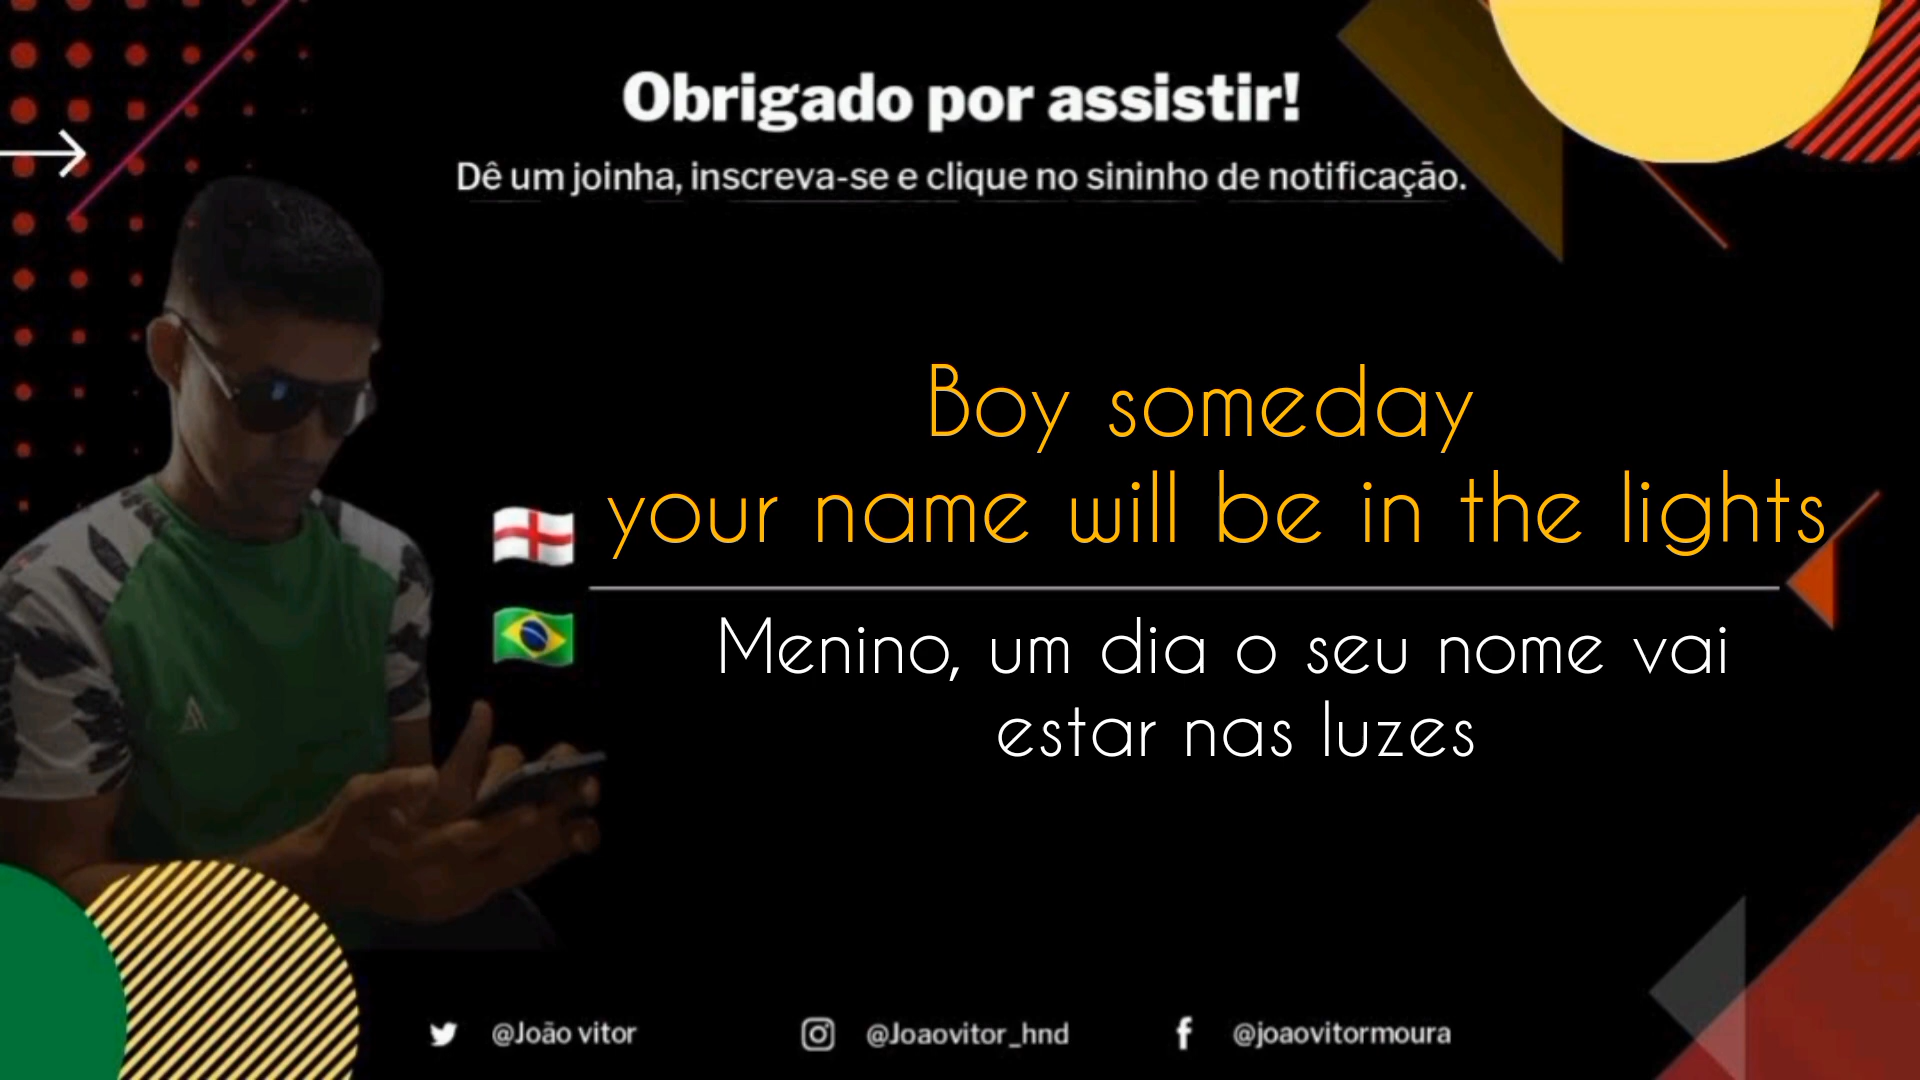 Obrigado por assistir!
Dê um joinha, inscreva-se e clique no sininho de notificação.
Boy someday
your name will be in the lights
Menino, um dia o seu nome vai
estar nas luzes
@João vitor
@Joaovitor_hnd
@joaovitormoura